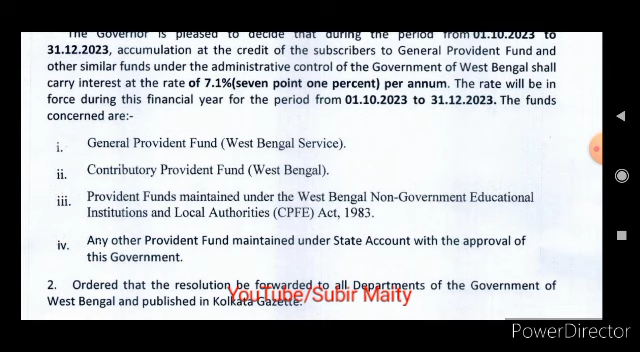 The Governor is pleased to decide that during the period from 01.10.2023 to
31.12.2023, accumulation at the credit of the subscribers to General Provident Fund and
other similar funds under the administrative control of the Government of West Bengal shall
carry interest at the rate of 7.1%(seven point one percent) per annum. The rate will be in
force during this financial year for the period from 01.10.2023 to 31.12.2023. The funds
concerned are:-
i. General Provident Fund (West Bengal Service).
ii. Contributory Provident Fund (West Bengal).
iii. Provident Funds maintained under the West Bengal Non-Government Educational
Institutions and Local Authorities (CPFE) Act, 1983.
iv. Any other Provident Fund maintained under State Account with the approval of
this Government.
2. Ordered that the resolution be forwarded to all Departments of the Government of
West Bengal and published in Kolkata Gazette.
YouTube/Subir Maity
PowerDirector